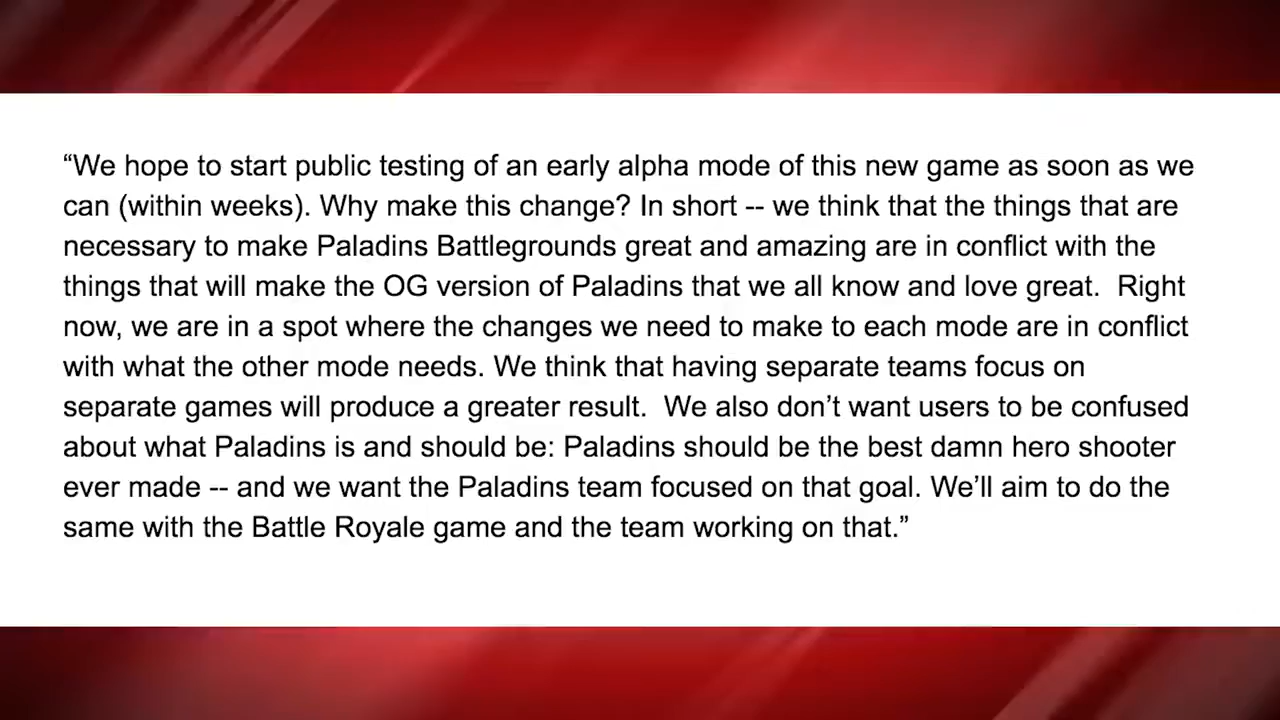 “We hope to start public testing of an early alpha mode of this new game as soon as we
can (within weeks). Why make this change? In short -- we think that the things that are
necessary to make Paladins Battlegrounds great and amazing are in conflict with the
things that will make the OG version of Paladins that we all know and love great.  Right
now, we are in a spot where the changes we need to make to each mode are in conflict
with what the other mode needs. We think that having separate teams focus on
separate games will produce a greater result.  We also don’t want users to be confused
about what Paladins is and should be: Paladins should be the best damn hero shooter
ever made -- and we want the Paladins team focused on that goal. We’ll aim to do the
same with the Battle Royale game and the team working on that.”